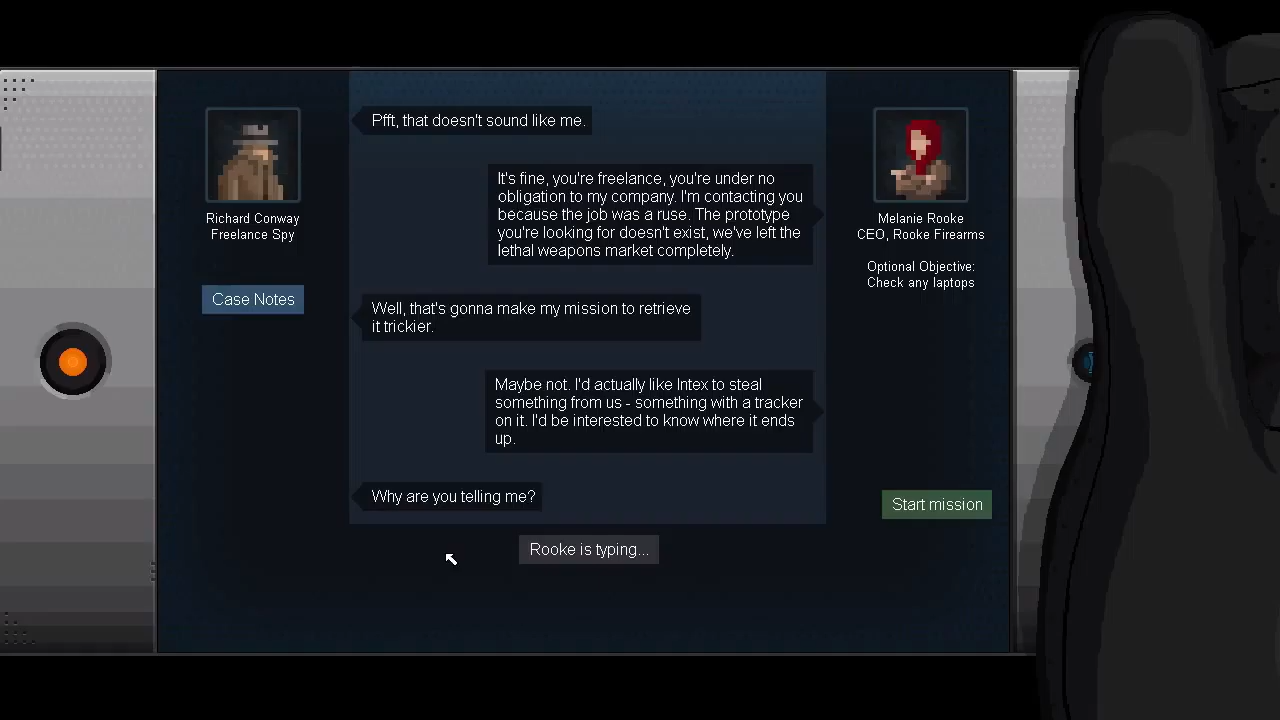 Pfft, that doesn't sound like me.
It's fine, you're freelance, you're under no
obligation to my company. I'm contacting you
because the job was a ruse. The prototype
you're looking for doesn't exist, we've left the
lethal weapons market completely.
Richard Conway
Freelance Spy
Melanie Rooke
CEO, Rooke Firearms
Optional Objective:
Check any laptops
Case Notes
Well, that's gonna make my mission to retrieve
it trickier.
Maybe not. I'd actually like Intex to steal
something from us - something with a tracker
on it. I'd be interested to know where it ends
up.
Why are you telling me?
Start mission
Rooke is typing...